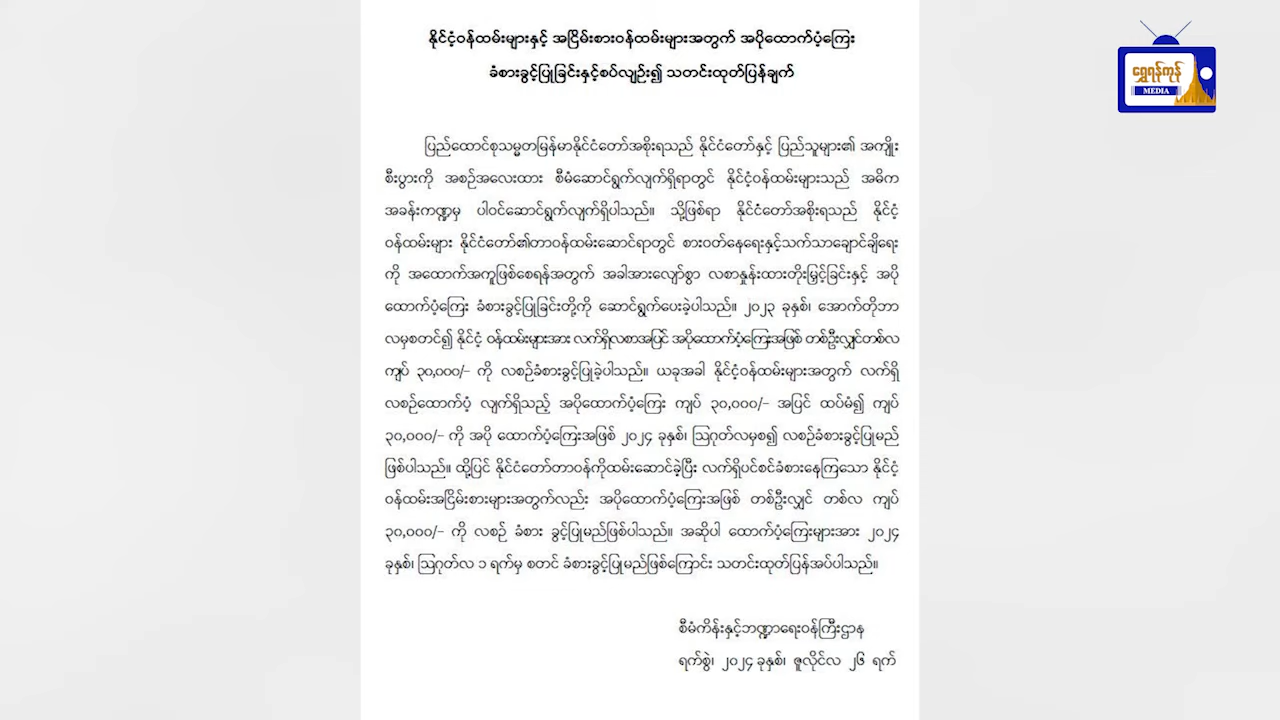 နိုင်ငံ့ဝန်ထမ်းများနှင့် အငြိမ်းစားဝန်ထမ်းများအတွက် အပိုထောက်ပံ့ကြေး
ခံစားခွင့်ပြုခြင်းနှင့်စပ်လျဉ်း၍ သတင်းထုတ်ပြန်ချက်
ရွှေရန်ကုန်
MEDIA
ပြည်ထောင်စုသမ္မတမြန်မာနိုင်ငံတော်အစိုးရသည် နိုင်ငံတော်နှင့် ပြည်သူများ၏ အကျိုး
စီးပွားကို အစဉ်အလေးထား စီမံဆောင်ရွက်လျက်ရှိရာတွင် နိုင်ငံ့ဝန်ထမ်းများသည် အဓိက
အခန်းကဏ္ဍမှ ပါဝင်ဆောင်ရွက်လျက်ရှိပါသည်။ သို့ဖြစ်ရာ နိုင်ငံတော်အစိုးရသည် နိုင်ငံ့
ဝန်ထမ်းများ နိုင်ငံတော်၏တာဝန်ထမ်းဆောင်ရာတွင် စားဝတ်နေရေးနှင့်သက်သာချောင်ချိရေး
ကို အထောက်အကူဖြစ်စေရန်အတွက် အခါအားလျော်စွာ လစာနှုန်းထားတိုးမြှင့်ခြင်းနှင့် အပို
ထောက်ပံ့ကြေး ခံစားခွင့်ပြုခြင်းတို့ကို ဆောင်ရွက်ပေးခဲ့ပါသည်။ ၂၀၂၃ ခုနှစ်၊ အောက်တိုဘာ
လမှစတင်၍ နိုင်ငံ့ ဝန်ထမ်းများအား လက်ရှိလစာအပြင် အပိုထောက်ပံ့ကြေးအဖြစ် တစ်ဦးလျှင်တစ်လ
ကျပ် ၃၀,၀၀၀/- ကို လစဉ်ခံစားခွင့်ပြုခဲ့ပါသည်။ ယခုအခါ နိုင်ငံ့ဝန်ထမ်းများအတွက် လက်ရှိ
လစဉ်ထောက်ပံ့ လျက်ရှိသည့် အပိုထောက်ပံ့ကြေး ကျပ် ၃၀,၀၀၀/- အပြင် ထပ်မံ၍ ကျပ်
၃၀,၀၀၀/- ကို အပို ထောက်ပံ့ကြေးအဖြစ် ၂၀၂၄ ခုနှစ်၊ ဩဂုတ်လမှစ၍ လစဉ်ခံစားခွင့်ပြုမည်
ဖြစ်ပါသည်။ ထို့ပြင် နိုင်ငံတော်တာဝန်ကိုထမ်းဆောင်ခဲ့ပြီး လက်ရှိပင်စင်ခံစားနေကြသော နိုင်ငံ့
ဝန်ထမ်းအငြိမ်းစားများအတွက်လည်း အပိုထောက်ပံ့ကြေးအဖြစ် တစ်ဦးလျှင် တစ်လ ကျပ်
၃၀,၀၀၀/- ကို လစဉ် ခံစား ခွင့်ပြုမည်ဖြစ်ပါသည်။ အဆိုပါ ထောက်ပံ့ကြေးများအား ၂၀၂၄
ခုနှစ်၊ ဩဂုတ်လ ၁ ရက်မှ စတင် ခံစားခွင့်ပြုမည်ဖြစ်ကြောင်း သတင်းထုတ်ပြန်အပ်ပါသည်။
စီမံကိန်းနှင့်ဘဏ္ဍာရေးဝန်ကြီးဌာန
ရက်စွဲ၊ ၂၀၂၄ ခုနှစ်၊ ဇူလိုင်လ ၂၆ ရက်